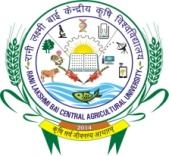 रानी लक्ष्मी बाई केन्द्रीय कृषि विश्वविद्यालय
RANI LAKSHMI BAI CENTRAL AGRICULTURAL UNIVERSITY
2014